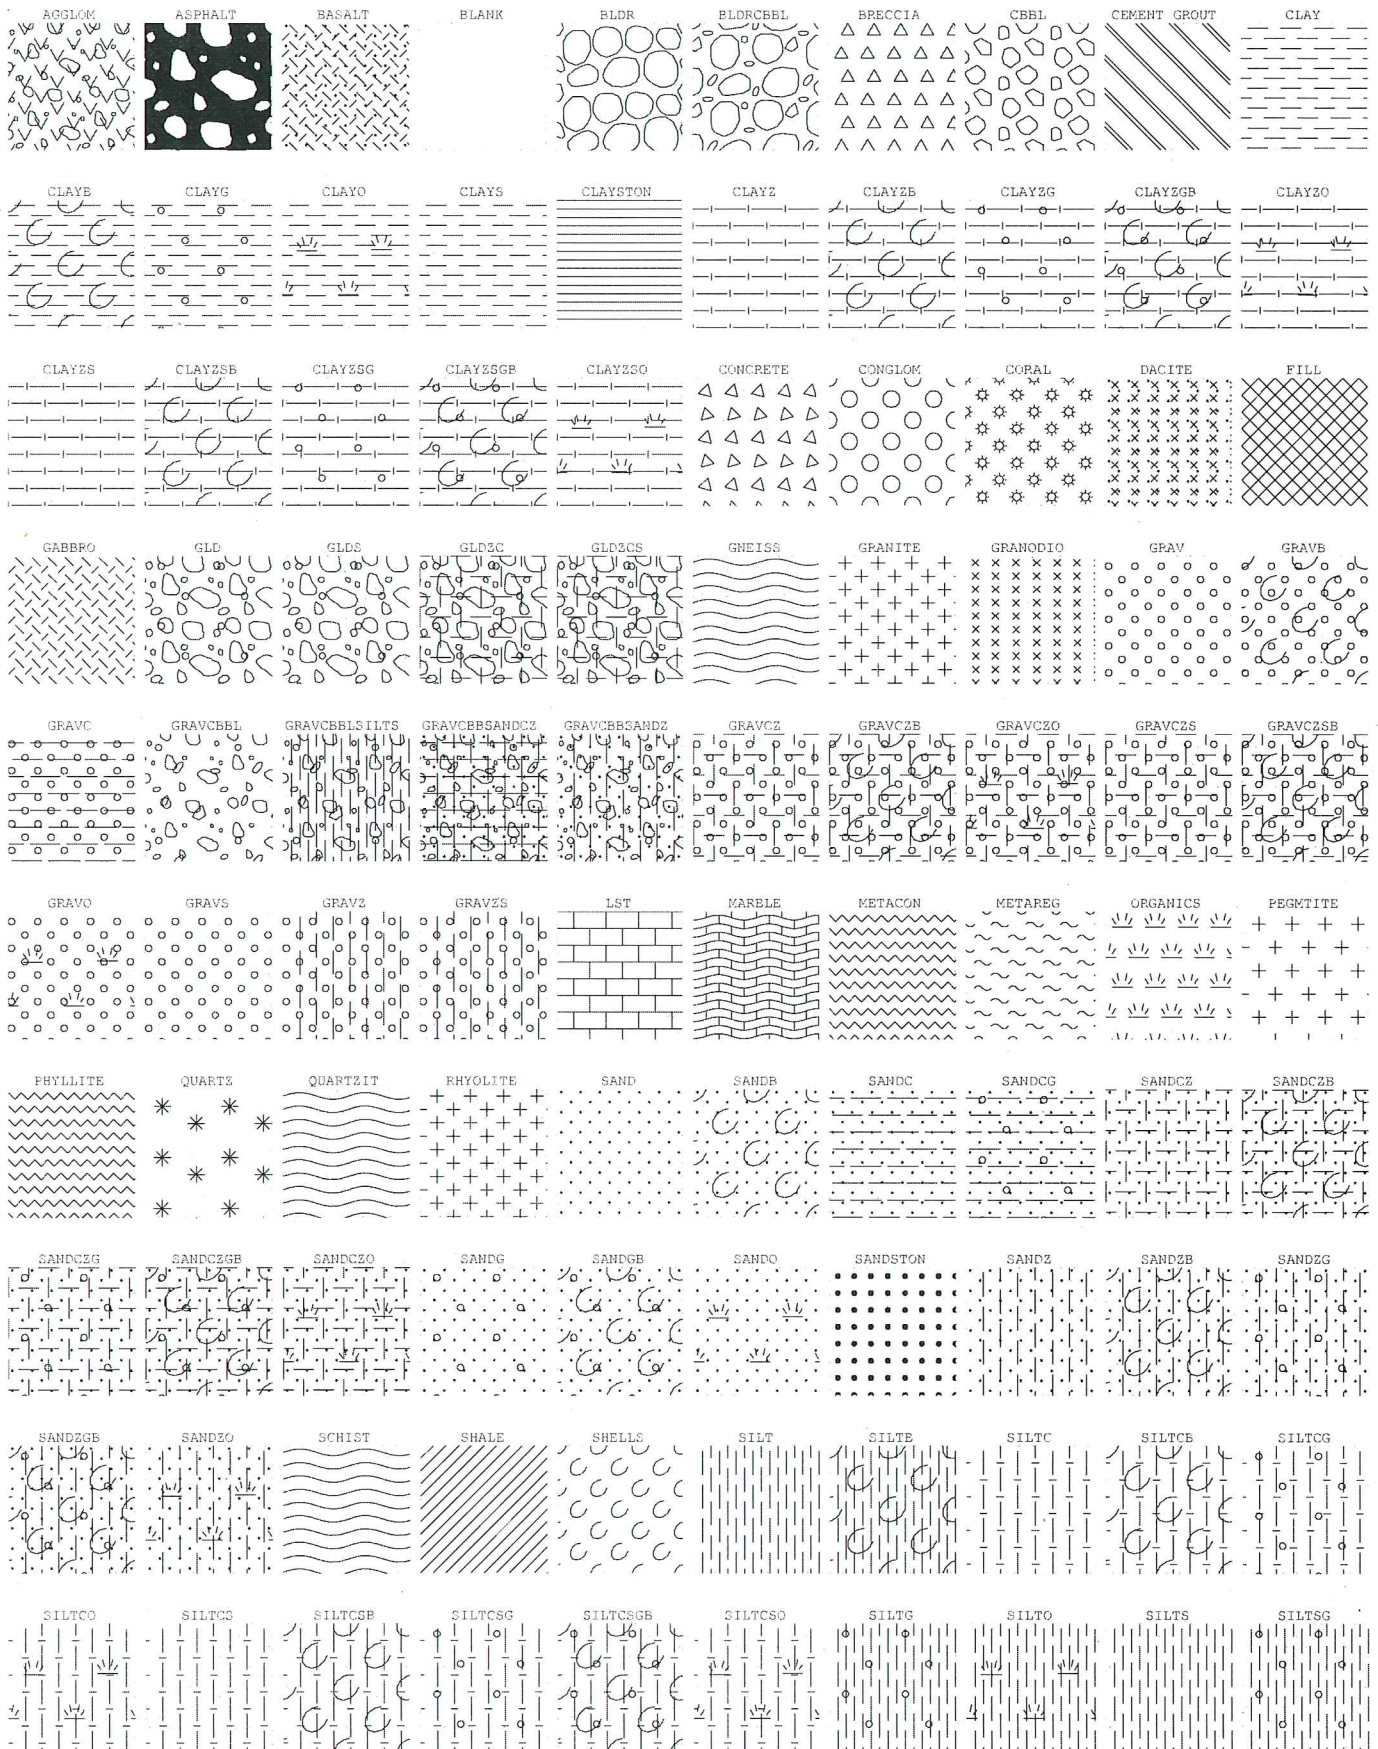 AGGLOM ASPHALT BASALT BLANK BLDR BLDRCBBL BRECCIA CBBL CEMENT GROUT CLAY
CLAYB CLAYG CLAYO CLAYS CLAYSTON CLAYZ CLAYZB CLAYZG CLAYZGB CLAYZO
CLAYZS CLAYZSB CLAYZSG CLAYZSGB CLAYZSO CONCRETE CONGLOM CORAL DACITE FILL
GABBRO GLD GLDS GLDZC GLDZCS GNEISS GRANITE GRANODIO GRAV GRAVB
GRAVC GRAVCBBL GRAVCBBLSILTS GRAVCBBSANDCZ GRAVCBBSANDZ GRAVCZ GRAVCZB GRAVCZO GRAVCZS GRAVCZSB
GRAVO GRAVS GRAVZ GRAVZS LST MARBLE METACON METAREG ORGANICS PEGMTITE
PHYLLITE QUARTZ QUARTZIT RHYOLITE SAND SANDB SANDC SANDCG SANDCZ SANDCZB
SANDCZG SANDCZGB SANDCZO SANDG SANDGB SANDO SANDSTON SANDZ SANDZB SANDZG
SANDZGB SANDZO SCHIST SHALE SHELLS SILT SILTB SILTC SILTCB SILTCG
SILTCO SILTCS SILTCSB SILTCSG SILTCSGB SILTCSO SILTG SILTO SILTS SILTSG